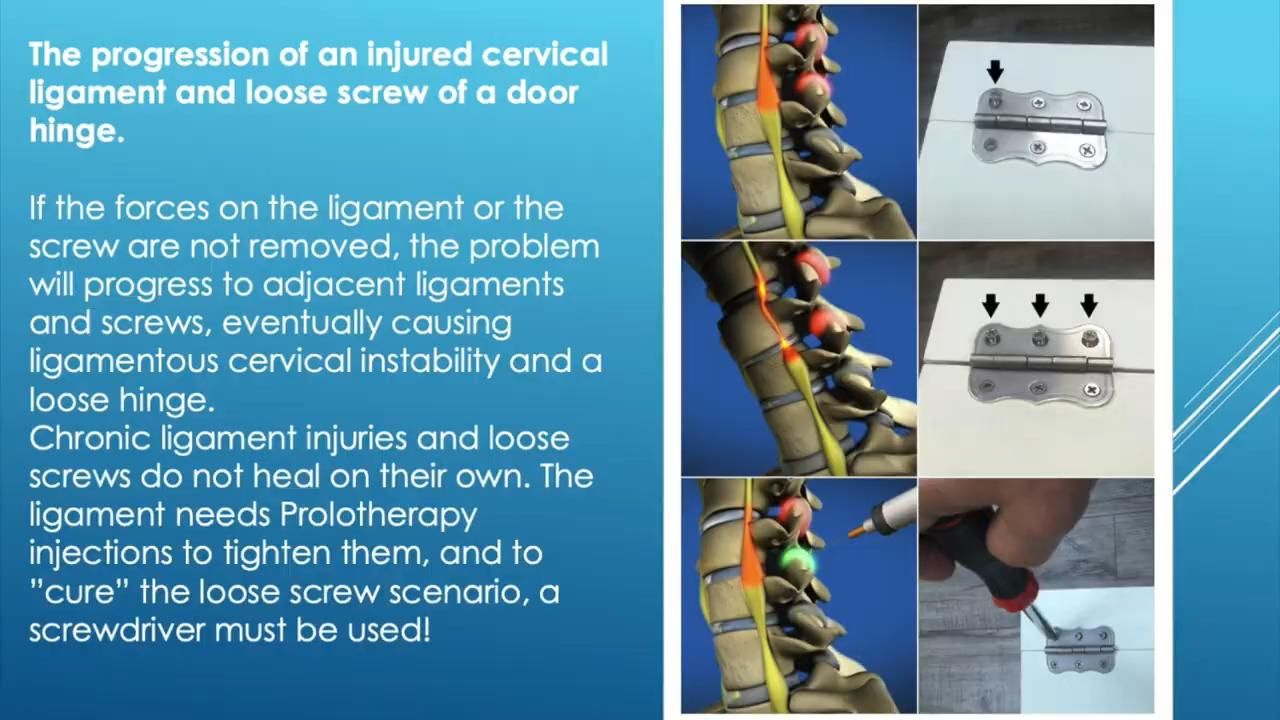 The progression of an injured cervical
ligament and loose screw of a door
hinge.
If the forces on the ligament or the
screw are not removed, the problem
will progress to adjacent ligaments
and screws, eventually causing
ligamentous cervical instability and a
loose hinge.
Chronic ligament injuries and loose
screws do not heal on their own. The
ligament needs Prolotherapy
injections to tighten them, and to
”cure” the loose screw scenario, a
screwdriver must be used!